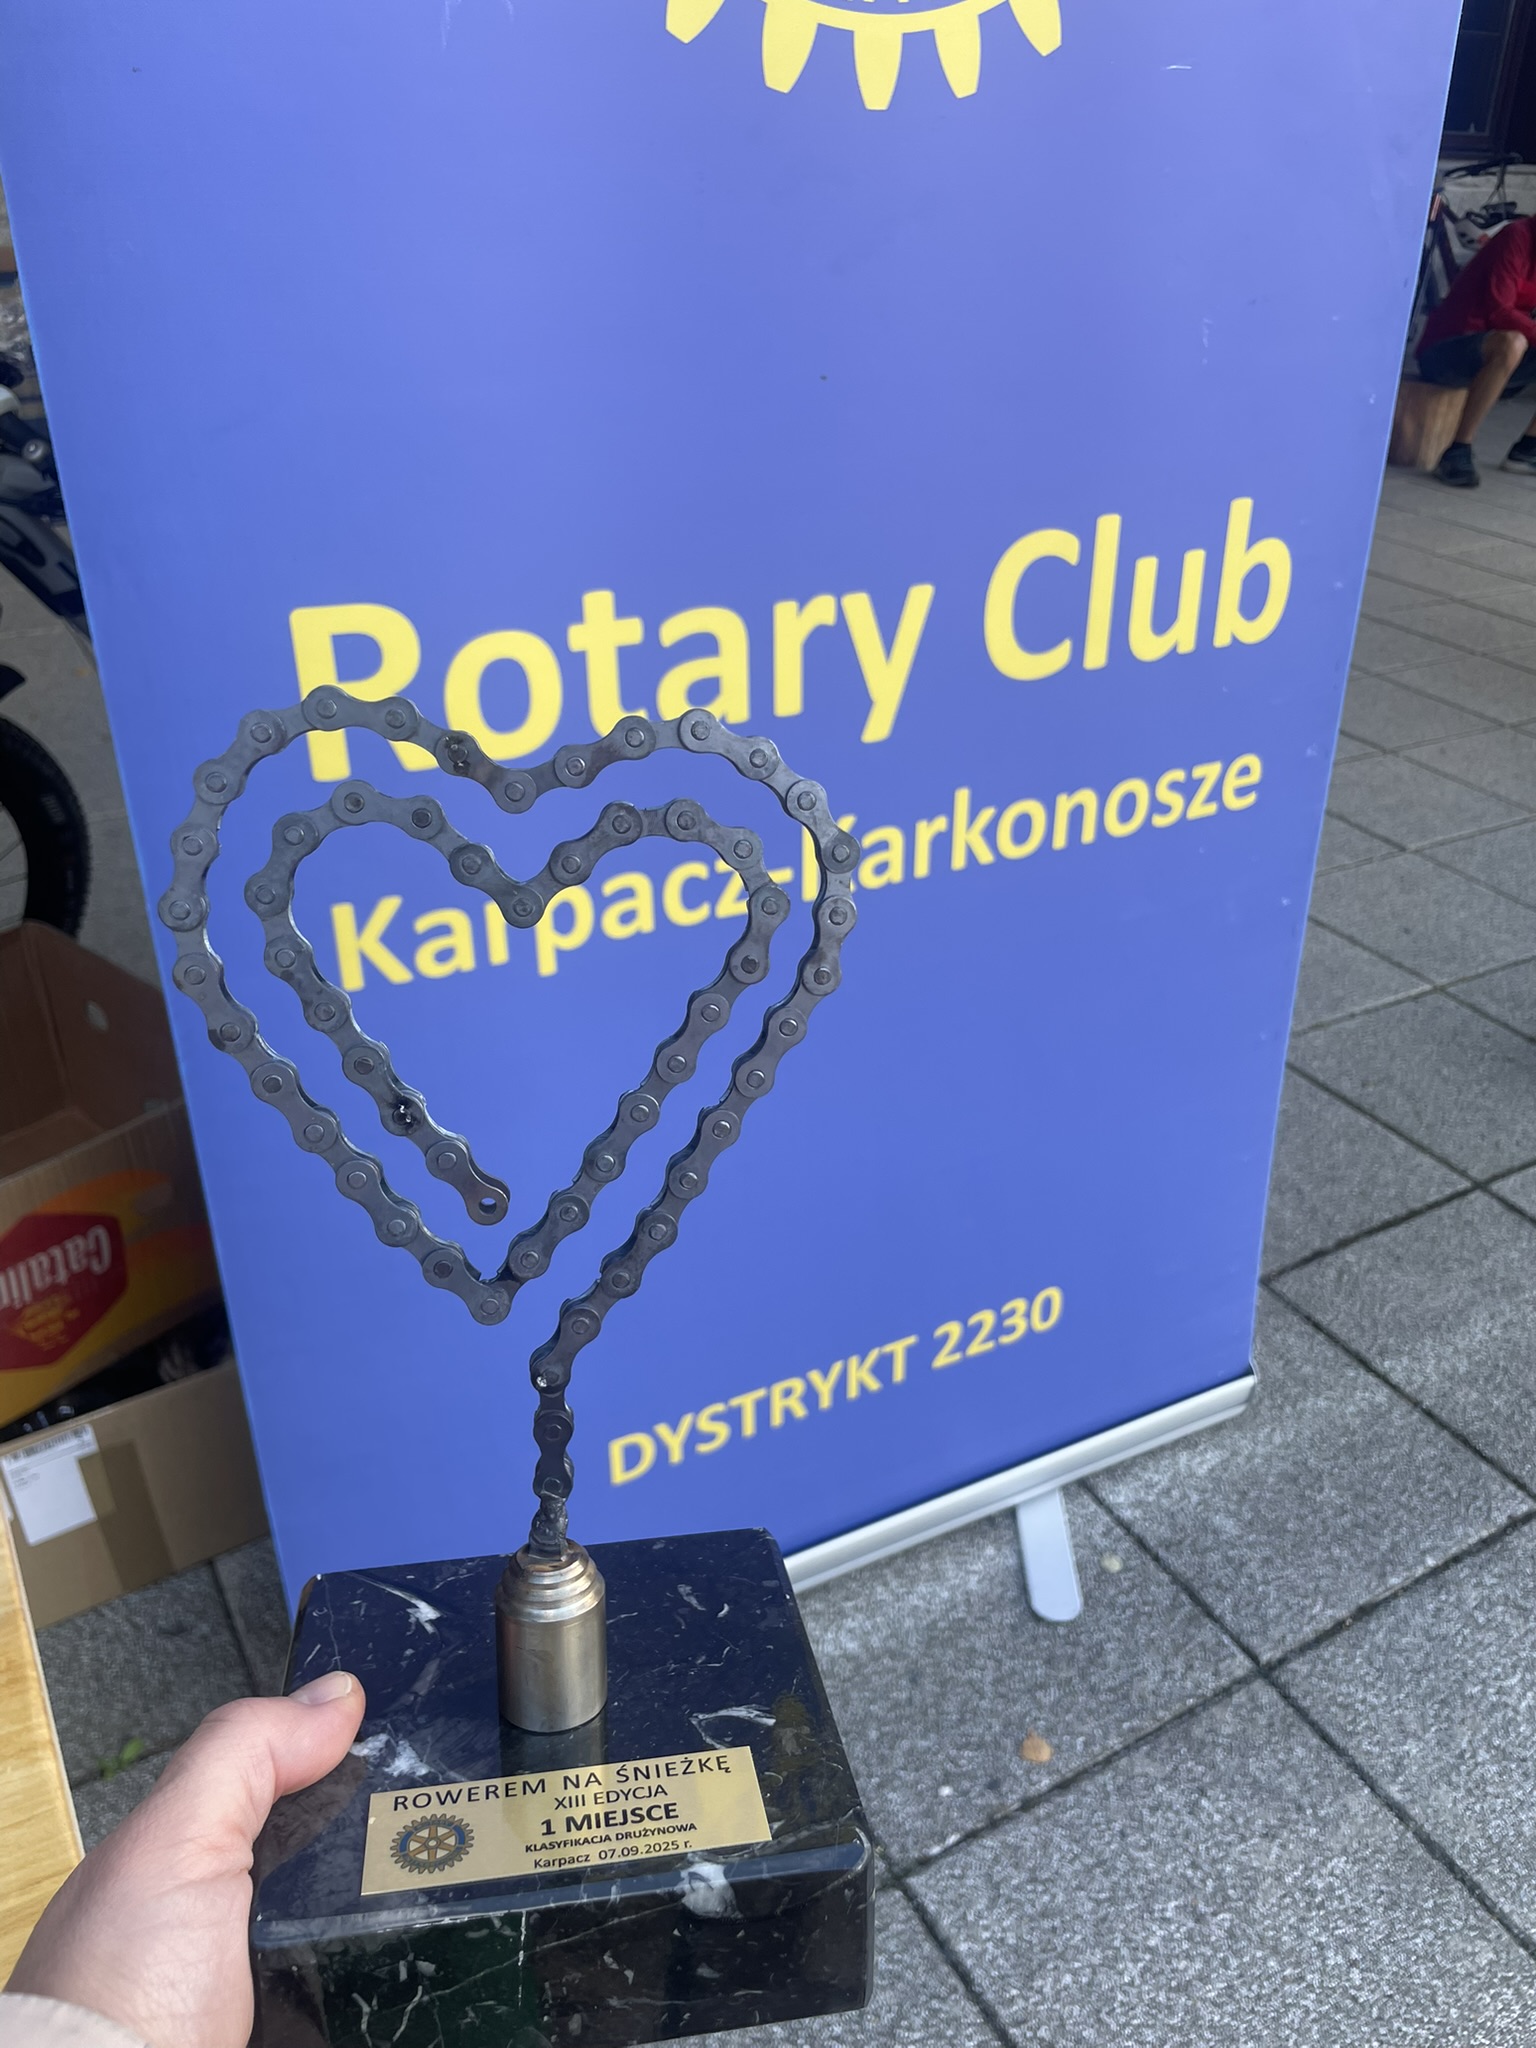 Rotary Club
Karpacz-Karkonosze
DYSTRYKT 2230
ROWEREM NA ŚNIEŻKĘ
XIII EDYCJA
1 MIEJSCE
KLASYFIKACJA DRUŻYNOWA
Karpacz 07.09.2025 r.